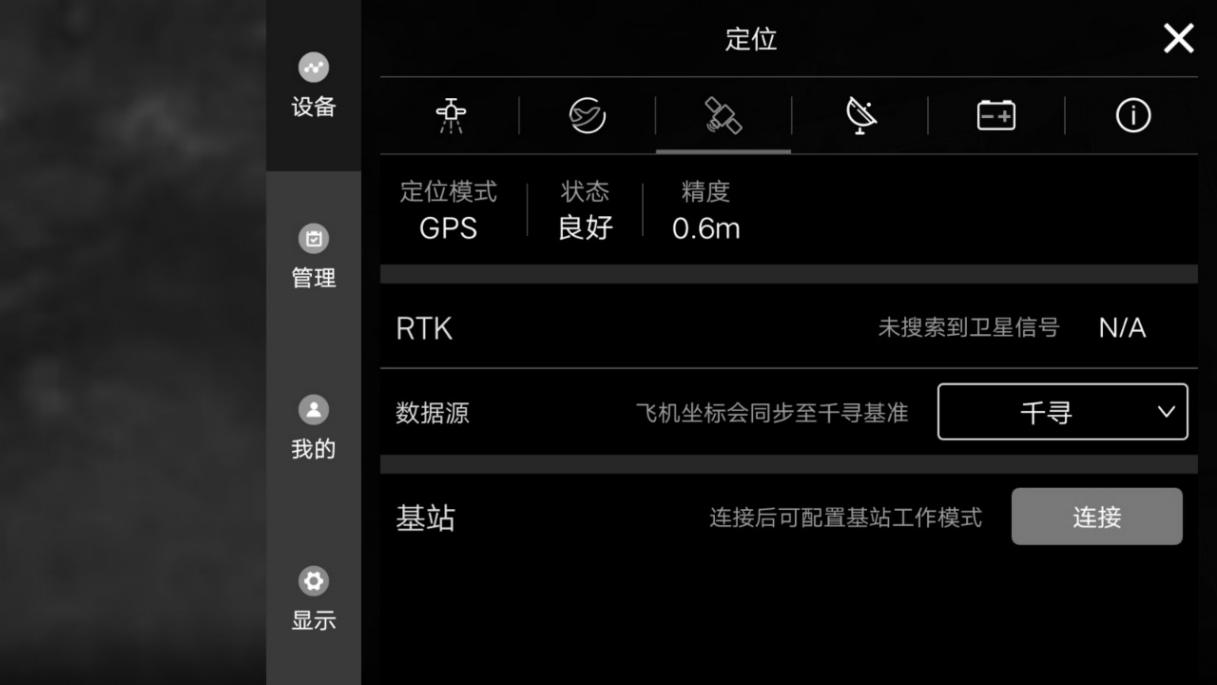 定位
设备
管理
我的
显示
定位模式 状态 精度
GPS 良好 0.6m
RTK 未搜索到卫星信号 N/A
数据源 飞机坐标会同步至千寻基准 千寻
基站 连接后可配置基站工作模式 连接